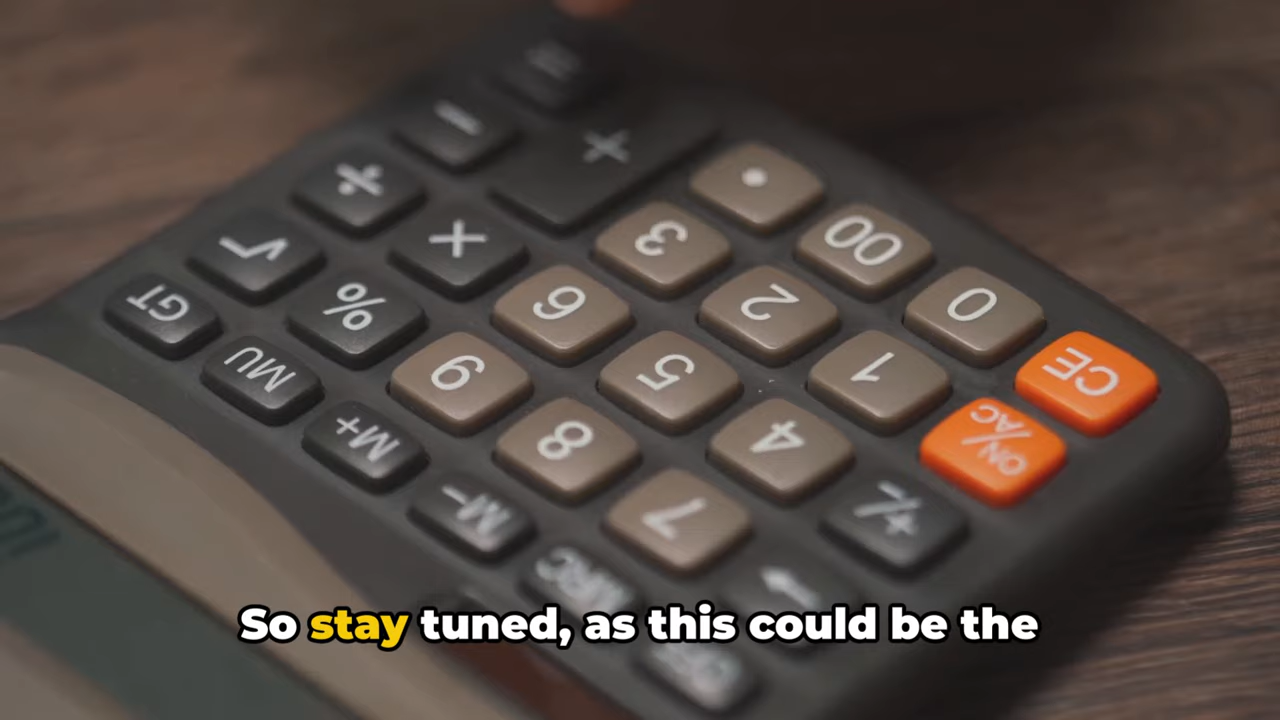 =
−
+
.
÷
×
3
00
√
%
6
2
0
GT
MU
9
5
1
CE
M+
8
4
ON/AC
M−
7
+/−
MRC
So stay tuned, as this could be the